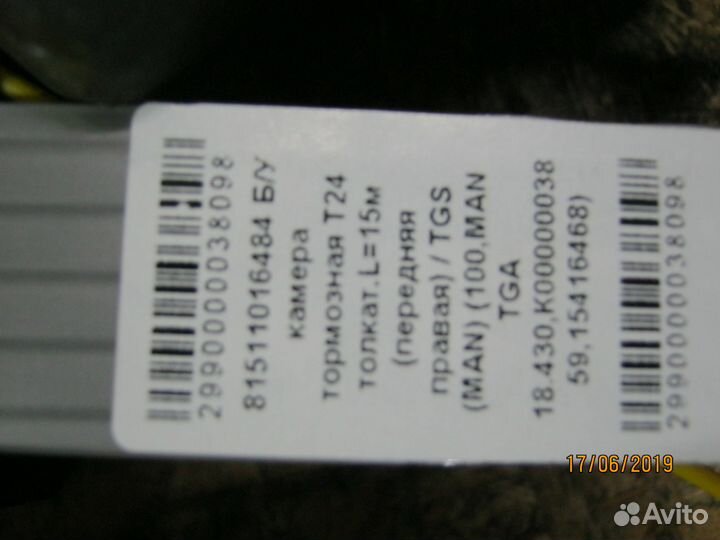 2990000038098
81511016484 Б/У
камера
тормозная Т24
толкат.L=15м
(передняя
правая) / TGS
(MAN) (100,MAN
TGA
18.430,K00000038
59,15416468)
2990000038098
17/06/2019
Avito